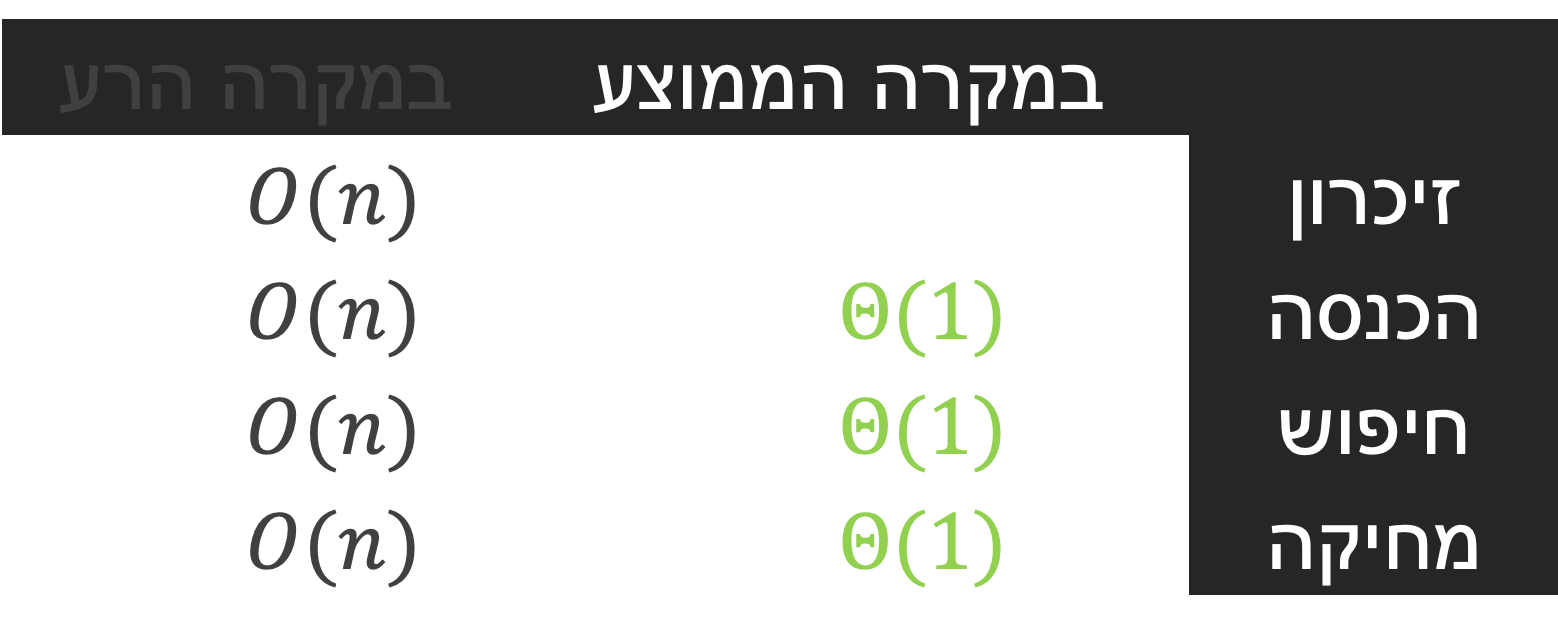 במקרה הממוצע במקרה הרע
זיכרון O(n)
הכנסה Θ(1) O(n)
חיפוש Θ(1) O(n)
מחיקה Θ(1) O(n)